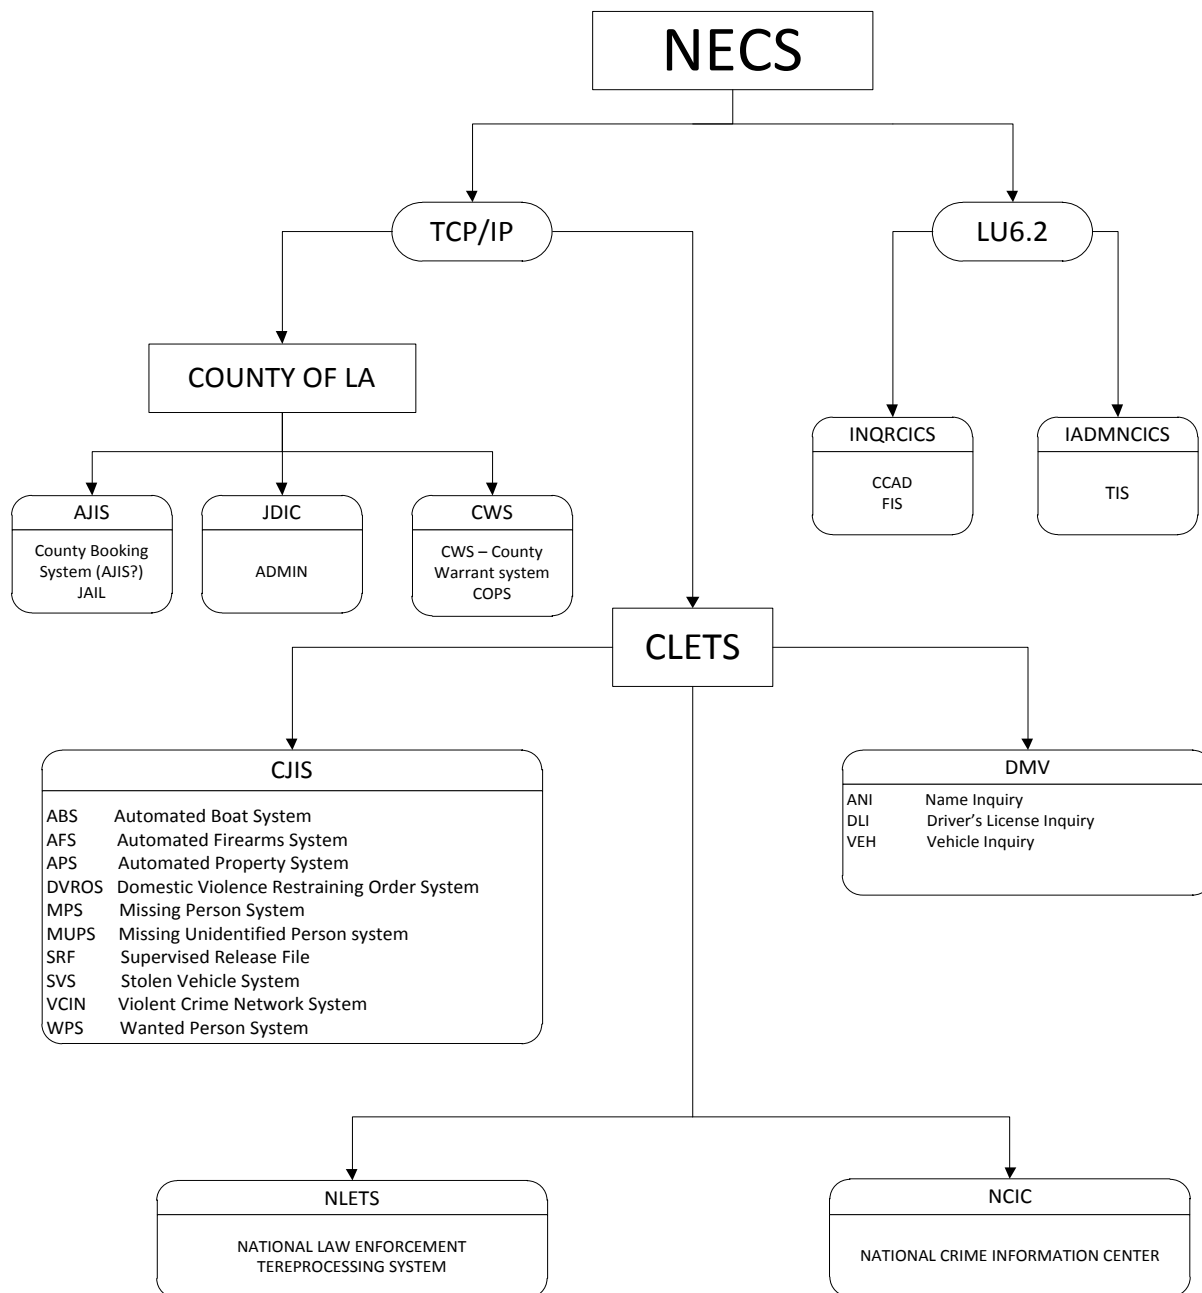 NECS
TCP/IP
LU6.2
COUNTY OF LA
INQRCICS
CCAD
FIS
IADMNCICS
TIS
AJIS
County Booking
System (AJIS?)
JAIL
JDIC
ADMIN
CWS
CWS – County
Warrant system
COPS
CLETS
CJIS
ABS Automated Boat System
AFS Automated Firearms System
APS Automated Property System
DVROS Domestic Violence Restraining Order System
MPS Missing Person System
MUPS Missing Unidentified Person system
SRF Supervised Release File
SVS Stolen Vehicle System
VCIN Violent Crime Network System
WPS Wanted Person System
DMV
ANI Name Inquiry
DLI Driver’s License Inquiry
VEH Vehicle Inquiry
NLETS
NATIONAL LAW ENFORCEMENT
TEREPROCESSING SYSTEM
NCIC
NATIONAL CRIME INFORMATION CENTER